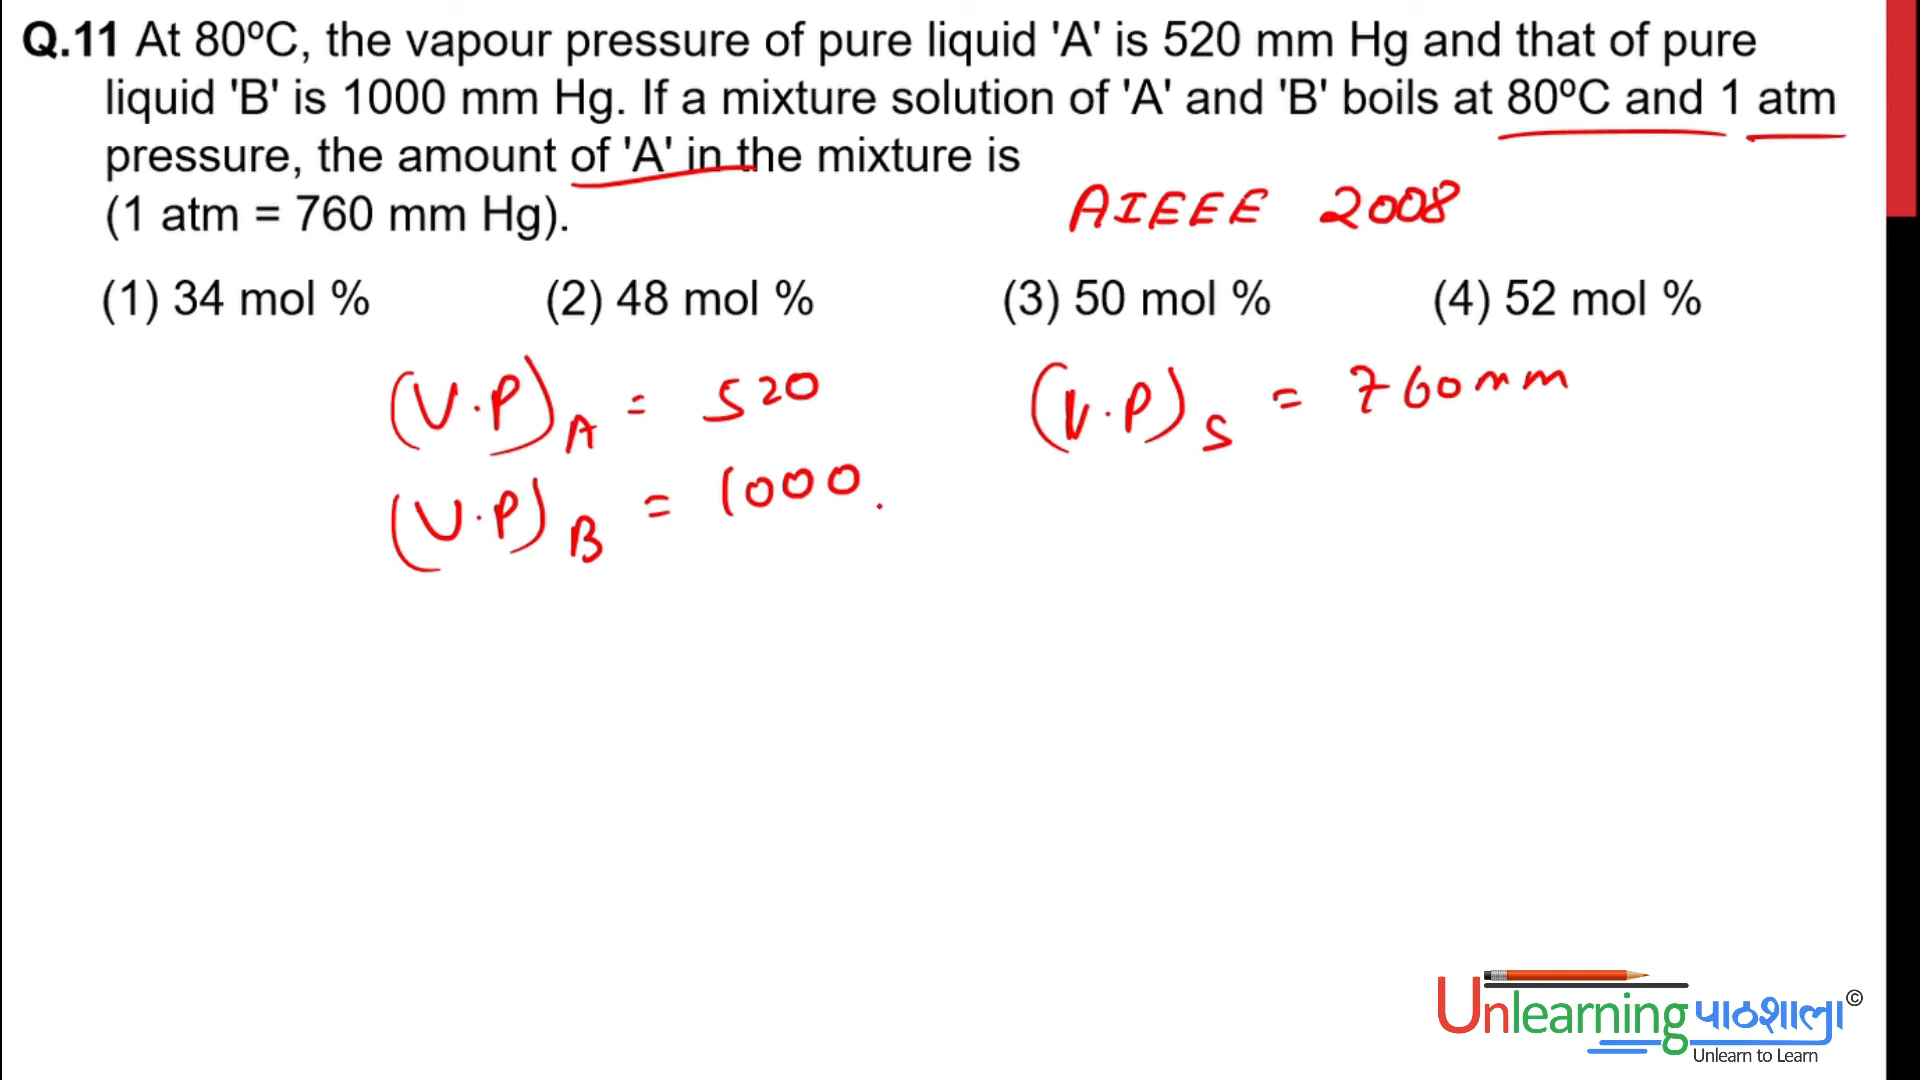 Q.11 At 80ºC, the vapour pressure of pure liquid 'A' is 520 mm Hg and that of pure
liquid 'B' is 1000 mm Hg. If a mixture solution of 'A' and 'B' boils at 80ºC and 1 atm
pressure, the amount of 'A' in the mixture is
(1 atm = 760 mm Hg).
AIEEE 2008
(1) 34 mol % (2) 48 mol % (3) 50 mol % (4) 52 mol %
(V.P)A = 520 (V.P)S = 760mm
(V.P)B = 1000.
Unlearning પાઠશાલા ©
Unlearn to Learn